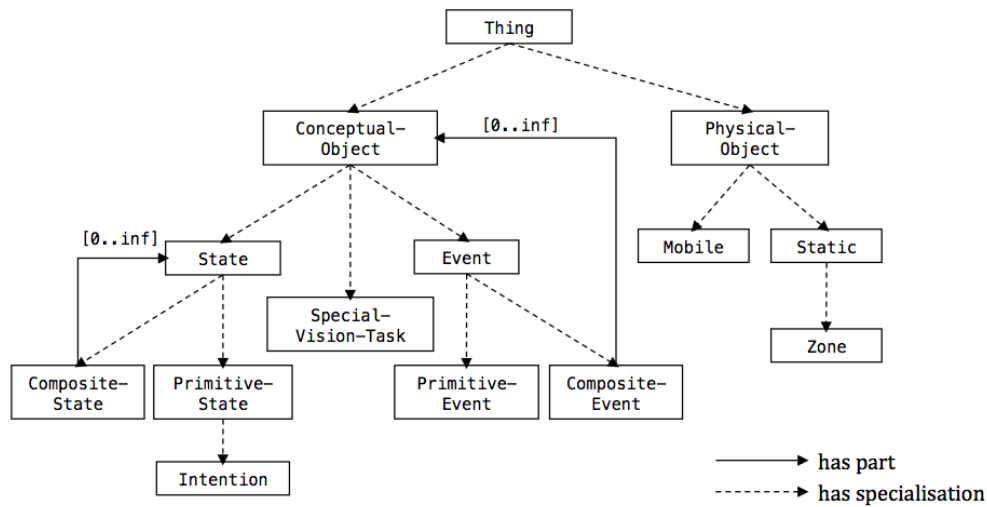 Thing
Conceptual-
Object
[0..inf]
Physical-
Object
[0..inf]
State
Event
Mobile
Static
Special-
Vision-Task
Zone
Composite-
State
Primitive-
State
Primitive-
Event
Composite-
Event
Intention
has part
has specialisation